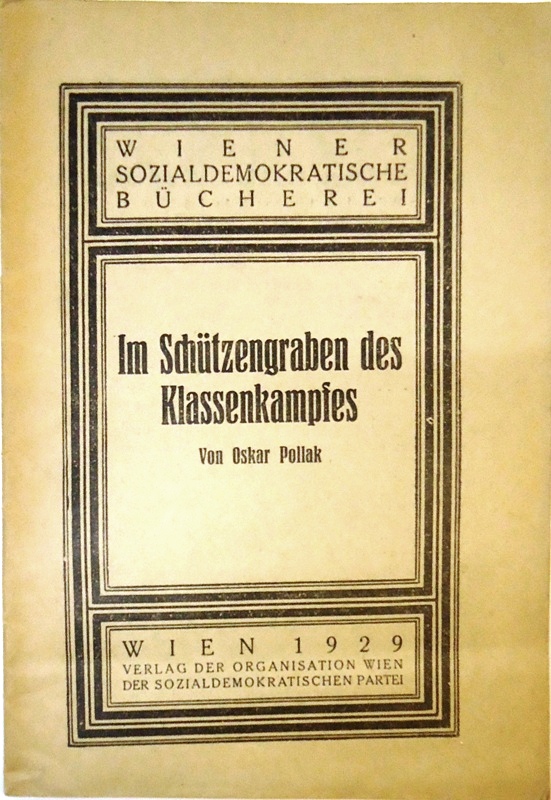 WIENER
SOZIALDEMOKRATISCHE
BÜCHEREI
Im Schützengraben des
Klassenkampfes
Von Oskar Pollak
WIEN 1929
VERLAG DER ORGANISATION WIEN
DER SOZIALDEMOKRATISCHEN PARTEI